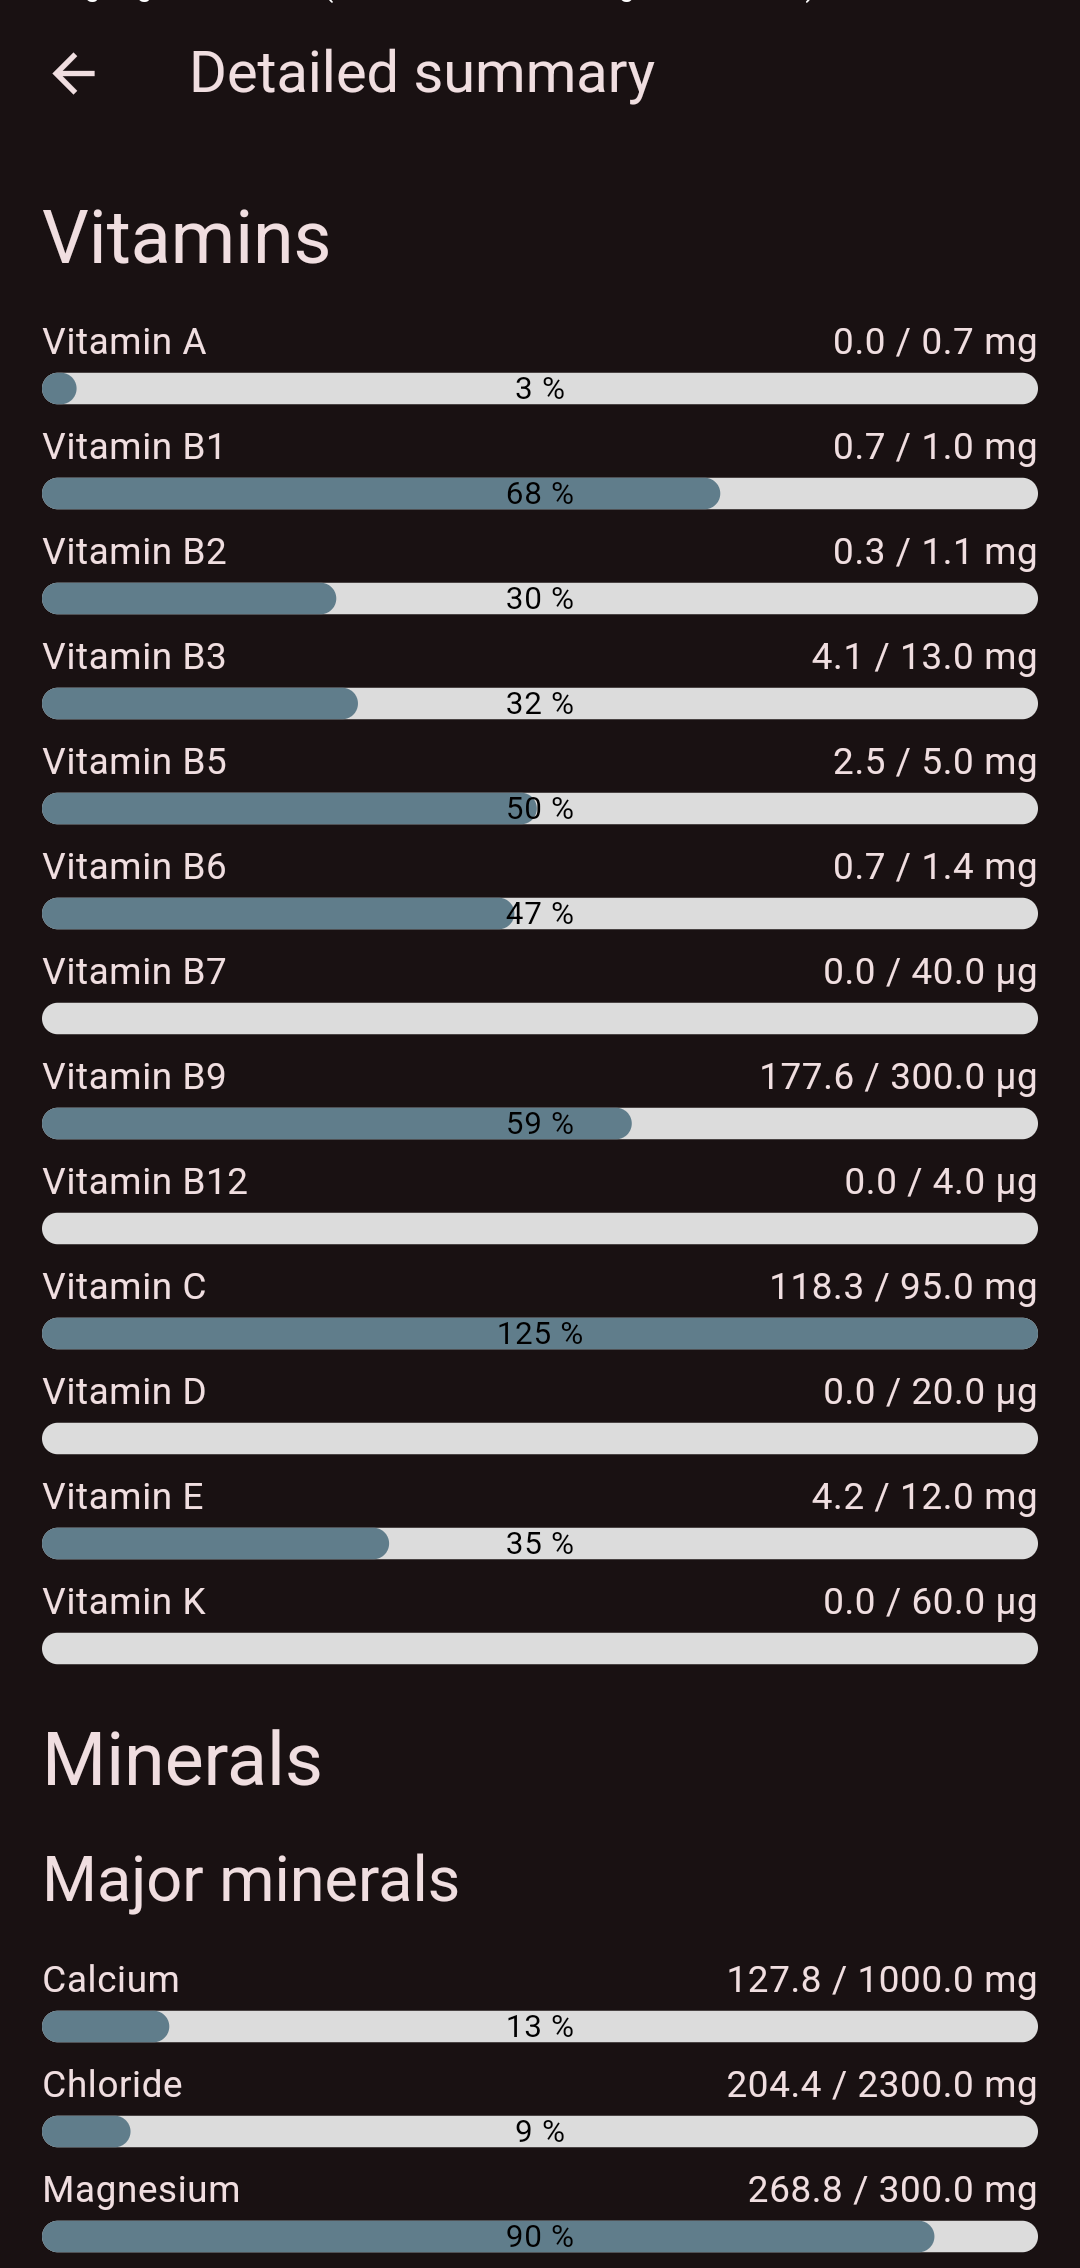 Detailed summary
Vitamins
Vitamin A 0.0 / 0.7 mg
3 %
Vitamin B1 0.7 / 1.0 mg
68 %
Vitamin B2 0.3 / 1.1 mg
30 %
Vitamin B3 4.1 / 13.0 mg
32 %
Vitamin B5 2.5 / 5.0 mg
50 %
Vitamin B6 0.7 / 1.4 mg
47 %
Vitamin B7 0.0 / 40.0 µg
Vitamin B9 177.6 / 300.0 µg
59 %
Vitamin B12 0.0 / 4.0 µg
Vitamin C 118.3 / 95.0 mg
125 %
Vitamin D 0.0 / 20.0 µg
Vitamin E 4.2 / 12.0 mg
35 %
Vitamin K 0.0 / 60.0 µg
Minerals
Major minerals
Calcium 127.8 / 1000.0 mg
13 %
Chloride 204.4 / 2300.0 mg
9 %
Magnesium 268.8 / 300.0 mg
90 %